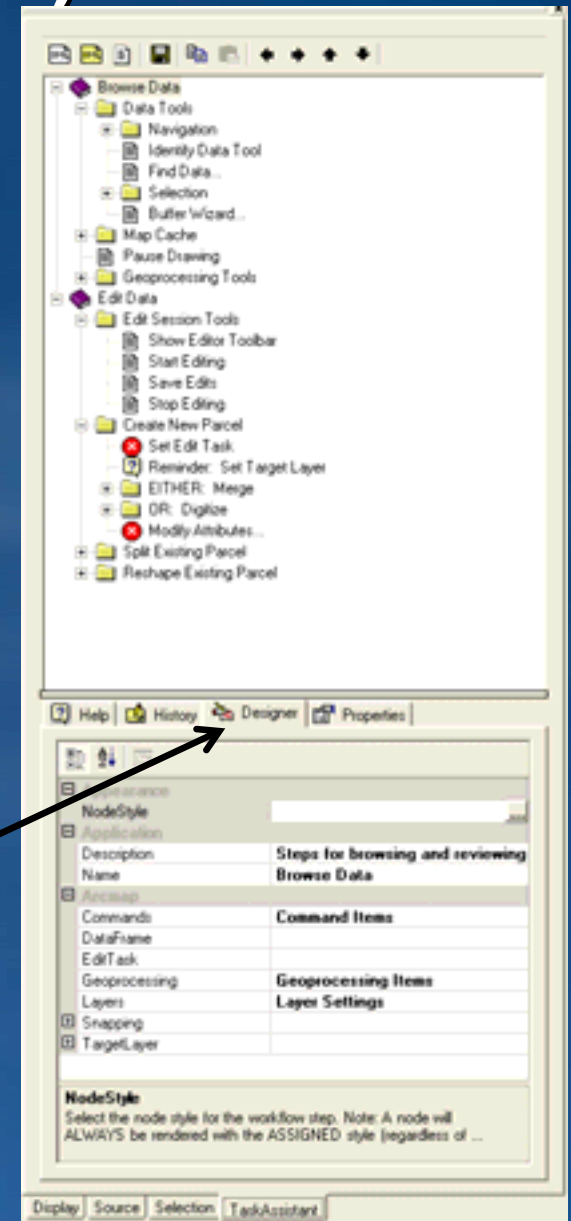 Browse Data
Data Tools
Navigation
Identify Data Tool
Find Data...
Selection
Buffer Wizard...
Map Cache
Pause Drawing
Geoprocessing Tools
Edit Data
Edit Session Tools
Show Editor Toolbar
Start Editing
Save Edits
Stop Editing
Create New Parcel
Set Edit Task
Reminder: Set Target Layer
EITHER: Merge
OR: Digitize
Modify Attributes...
Split Existing Parcel
Reshape Existing Parcel
Help History Designer Properties
Appearance
NodeStyle ...
Application
Description Steps for browsing and reviewing
Name Browse Data
Arcmap
Commands Command Items
DataFrame
EditTask
Geoprocessing Geoprocessing Items
Layers Layer Settings
Snapping
TargetLayer
NodeStyle
Select the node style for the workflow step. Note: A node will
ALWAYS be rendered with the ASSIGNED style (regardless of ...
Display Source Selection TaskAssistant